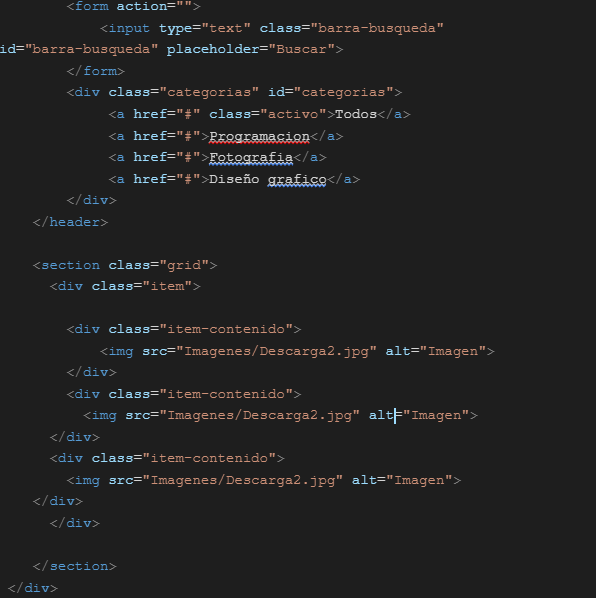 <form action="">
<input type="text" class="barra-busqueda"
id="barra-busqueda" placeholder="Buscar">
</form>
<div class="categorias" id="categorias">
<a href="#" class="activo">Todos</a>
<a href="#">Programacion</a>
<a href="#">Fotografia</a>
<a href="#">Diseño grafico</a>
</div>
</header>
<section class="grid">
<div class="item">
<div class="item-contenido">
<img src="Imagenes/Descarga2.jpg" alt="Imagen">
</div>
<div class="item-contenido">
<img src="Imagenes/Descarga2.jpg" alt="Imagen">
</div>
<div class="item-contenido">
<img src="Imagenes/Descarga2.jpg" alt="Imagen">
</div>
</div>
</section>
</div>